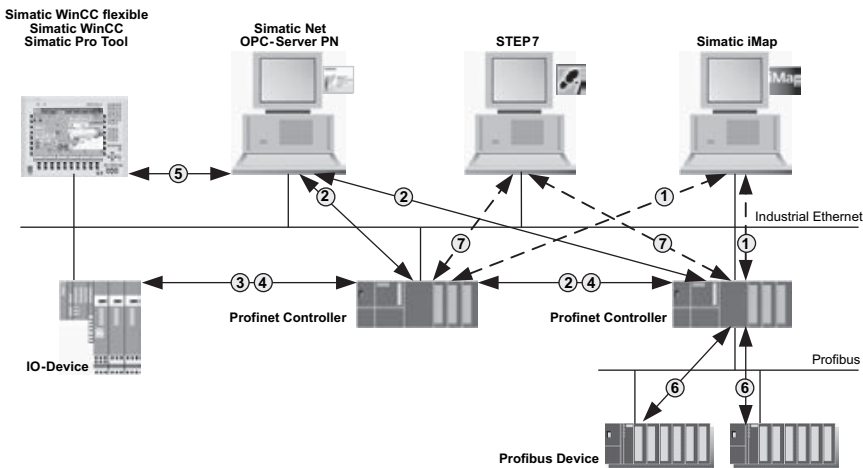 Simatic WinCC flexible
Simatic WinCC
Simatic Pro Tool
Simatic Net
OPC-Server PN
STEP7
Simatic iMap
iMap
5
2
2
1
Industrial Ethernet
7
7
1
3 4
2 4
Profinet Controller
Profinet Controller
IO-Device
Profibus
6
6
Profibus Device